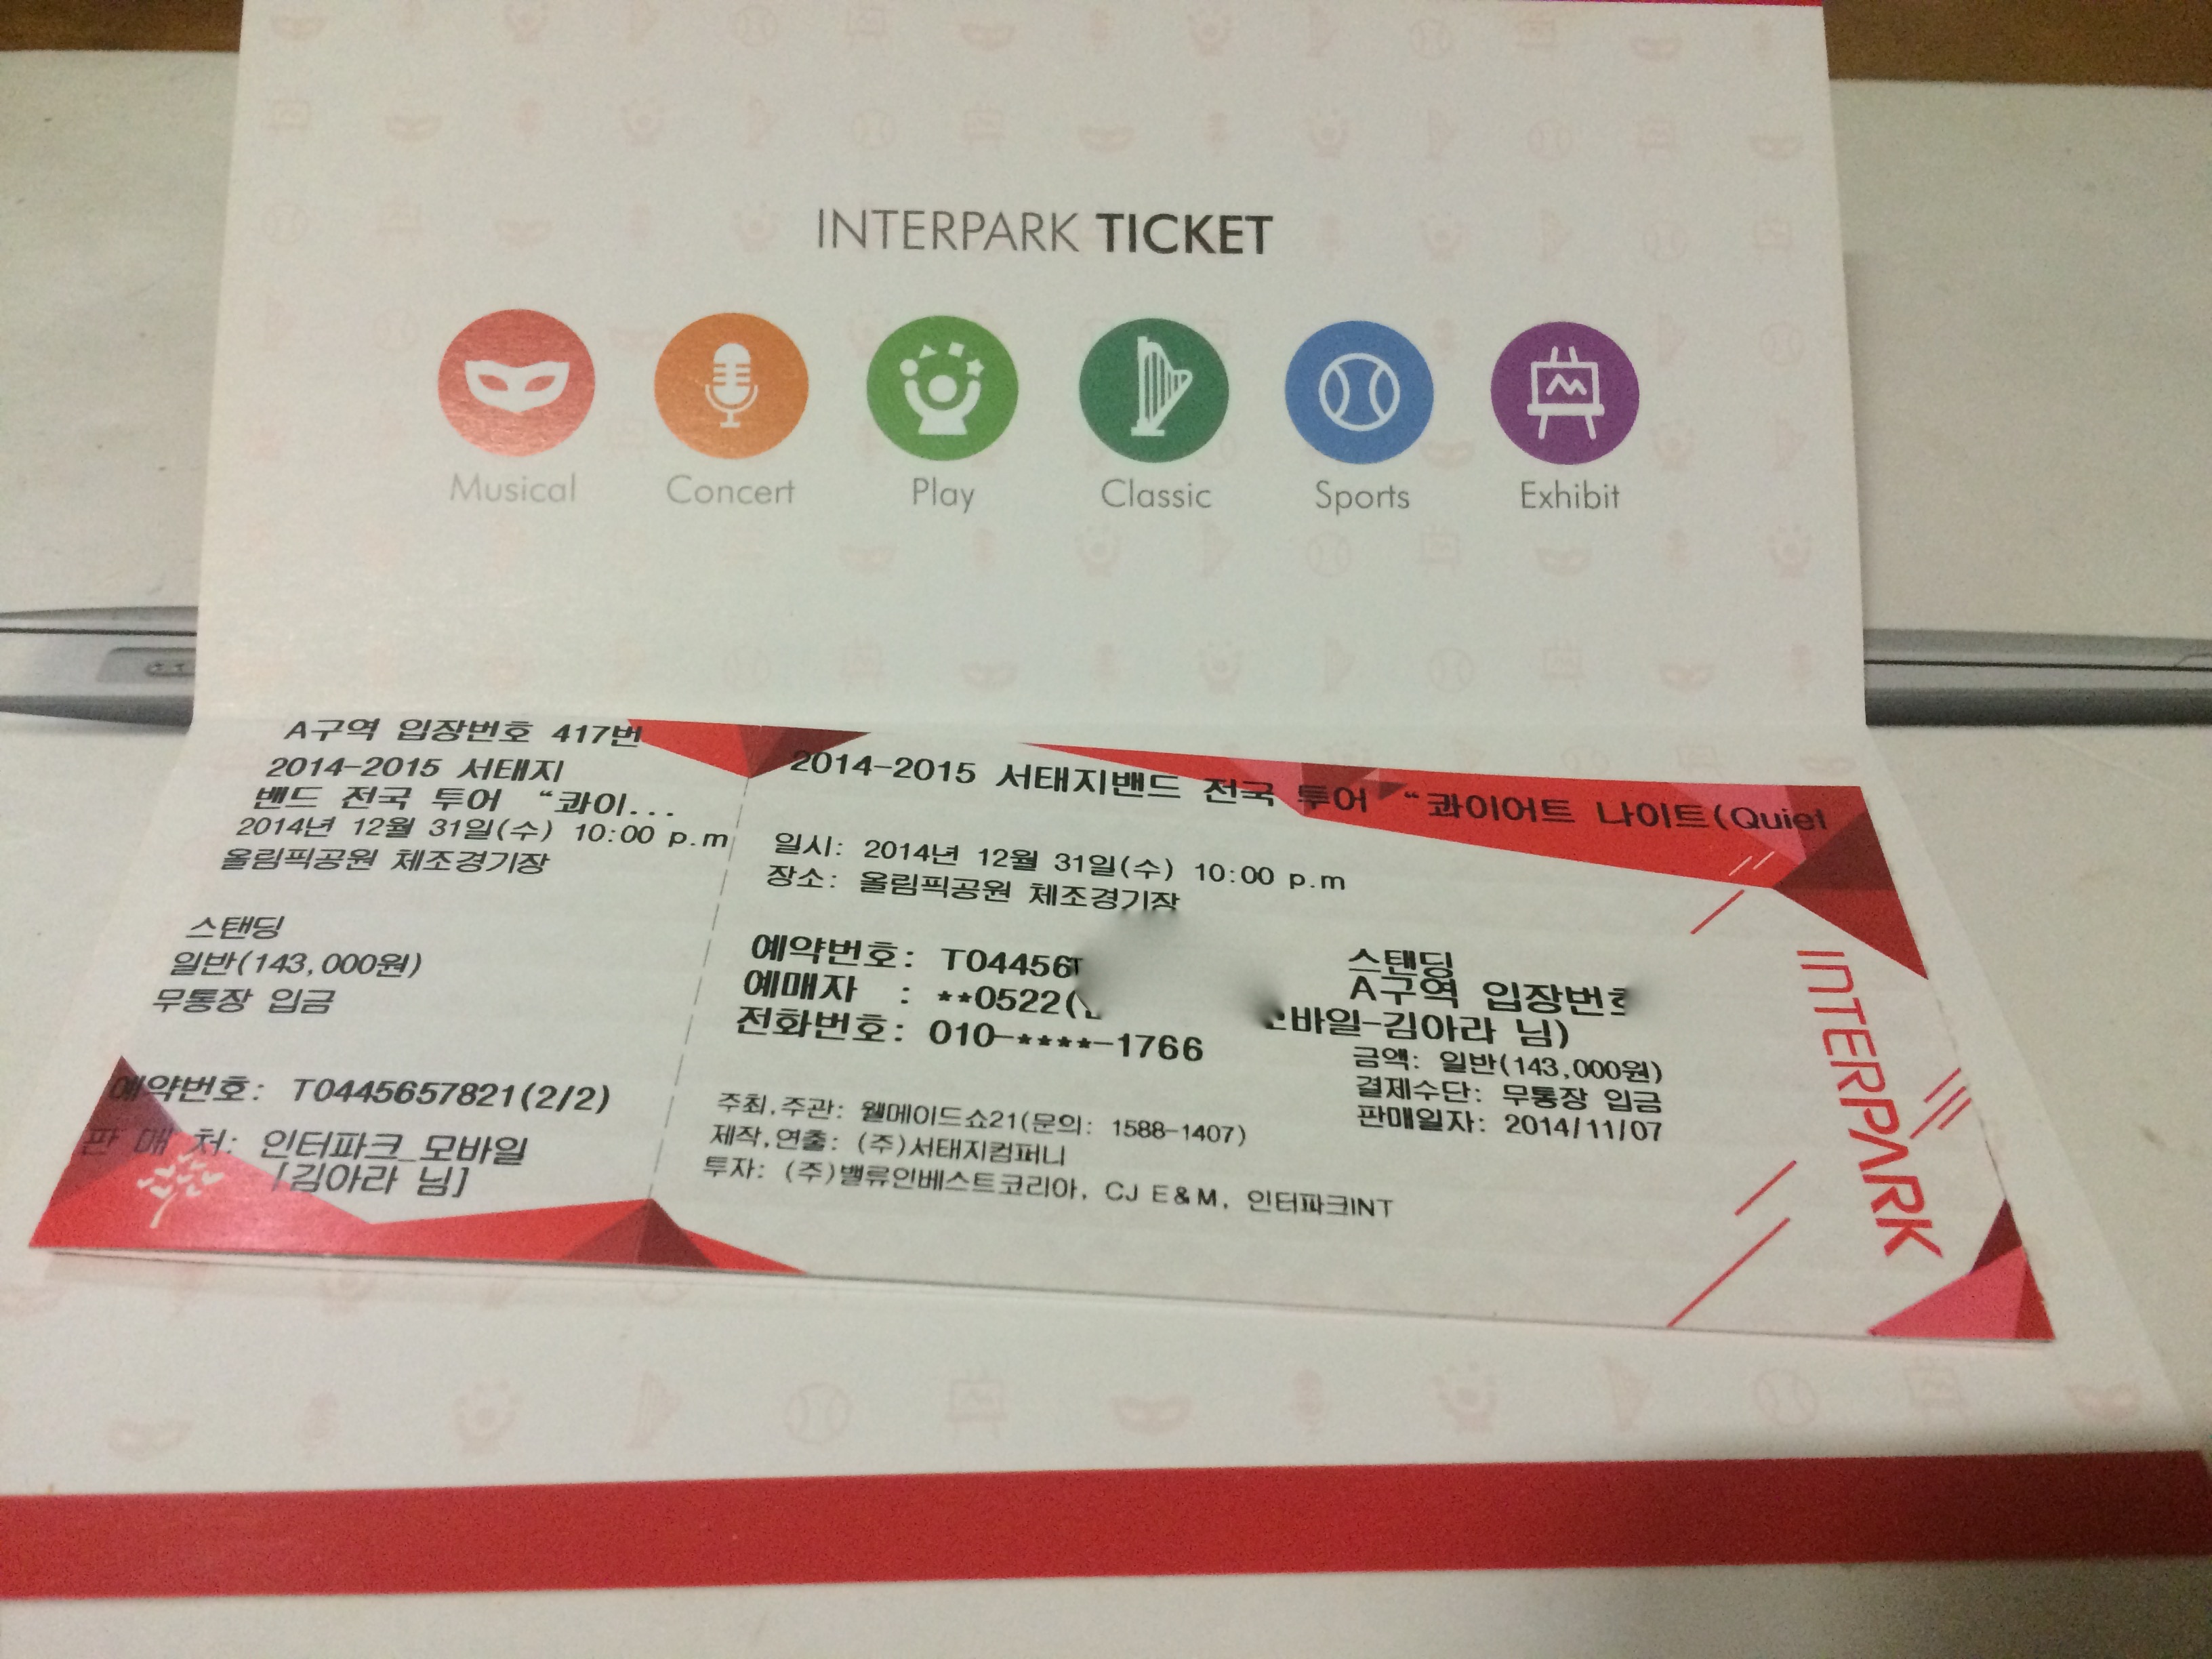 INTERPARK TICKET
Musical Concert Play Classic Sports Exhibit
A구역 입장번호 417번
2014-2015 서태지
밴드 전국 투어 “콰이...
2014년 12월 31일(수) 10:00 p.m
올림픽공원 체조경기장
스탠딩
일반(143,000원)
무통장 입금
예약번호: T0445657821(2/2)
판 매 처: 인터파크_모바일
[김아라 님]
2014-2015 서태지밴드 전국 투어 “콰이어트 나이트(Quiet
일시: 2014년 12월 31일(수) 10:00 p.m
장소: 올림픽공원 체조경기장
예약번호: T04456
예매자 : **0522(
전화번호: 010-****-1766
스탠딩
A구역 입장번호
모바일-김아라 님)
금액: 일반(143,000원)
결제수단: 무통장 입금
판매일자: 2014/11/07
주최,주관: 웰메이드쇼21(문의: 1588-1407)
제작,연출: (주)서태지컴퍼니
투자: (주)밸류인베스트코리아, CJ E&M, 인터파크INT
INTERPARK